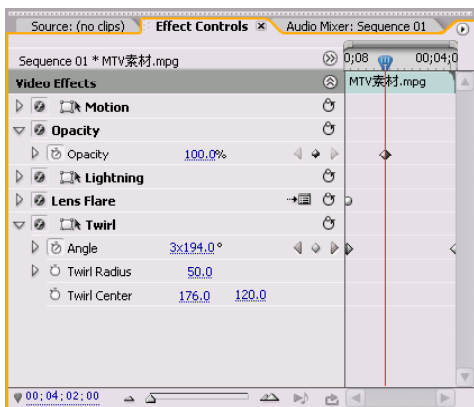 Source: (no clips) Effect Controls × Audio Mixer: Sequence 01
Sequence 01 * MTV素材.mpg 0;08 00;04;0
Video Effects MTV素材.mpg
Motion
Opacity
Opacity 100.0%
Lightning
Lens Flare
Twirl
Angle 3x194.0°
Twirl Radius 50.0
Twirl Center 176.0 120.0
00;04;02;00